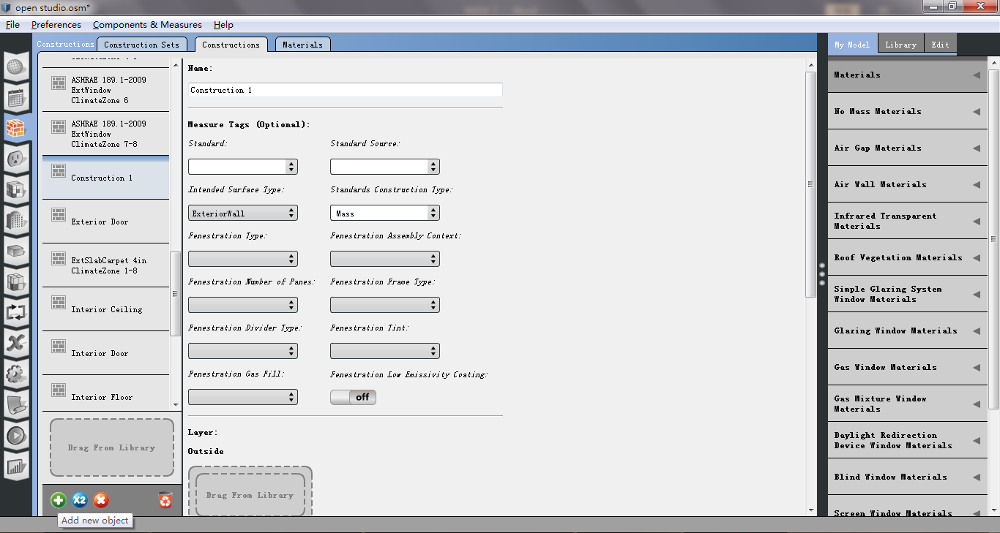 open studio.osm*
File Preferences Components & Measures Help
Constructions Construction Sets Constructions Materials
My Model Library Edit
ASHRAE 189.1-2009
ExtWindow
ClimateZone 6
ASHRAE 189.1-2009
ExtWindow
ClimateZone 7-8
Construction 1
Exterior Door
ExtSlabCarpet 4in
ClimateZone 1-8
Interior Ceiling
Interior Door
Interior Floor
Drag From Library
X2
Add new object
Name:
Construction 1
Measure Tags (Optional):
Standard: Standard Source:
Intended Surface Type: Standards Construction Type:
ExteriorWall Mass
Fenestration Type: Fenestration Assembly Context:
Fenestration Number of Panes: Fenestration Frame Type:
Fenestration Divider Type: Fenestration Tint:
Fenestration Gas Fill: Fenestration Low Emissivity Coating:
off
Layer:
Outside
Drag From Library
Materials
No Mass Materials
Air Gap Materials
Air Wall Materials
Infrared Transparent
Materials
Roof Vegetation Materials
Simple Glazing System
Window Materials
Glazing Window Materials
Gas Window Materials
Gas Mixture Window
Materials
Daylight Redirection
Device Window Materials
Blind Window Materials
Screen Window Materials